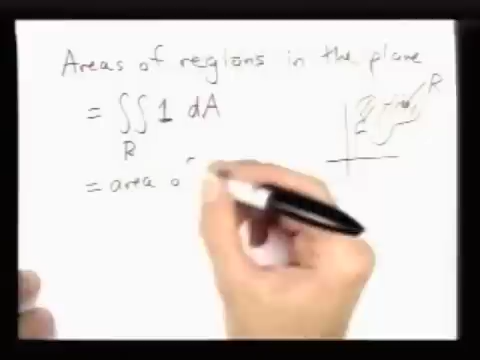 Areas of regions in the plane
= ∬ 1 dA
R
R
= area o